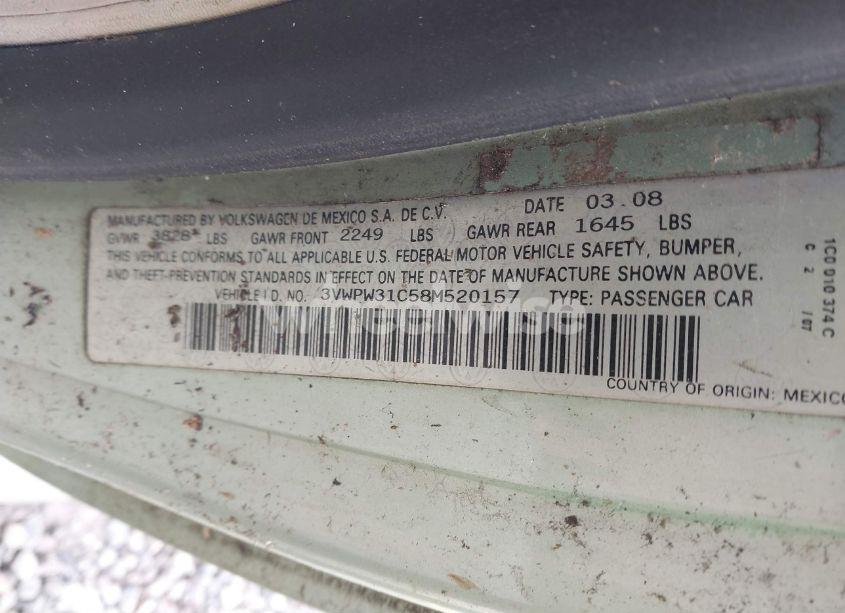 MANUFACTURED BY VOLKSWAGEN DE MEXICO S.A. DE C.V. DATE 03.08
GVWR 3828 LBS GAWR FRONT 2249 LBS GAWR REAR 1645 LBS
THIS VEHICLE CONFORMS TO ALL APPLICABLE U.S. FEDERAL MOTOR VEHICLE SAFETY, BUMPER,
AND THEFT-PREVENTION STANDARDS IN EFFECT ON THE DATE OF MANUFACTURE SHOWN ABOVE.
VEHICLE I.D. NO. 3VWPW31C58M520157 TYPE: PASSENGER CAR
wheelwise
COUNTRY OF ORIGIN: MEXICO
1C0 010 374 C
C 2 / 07